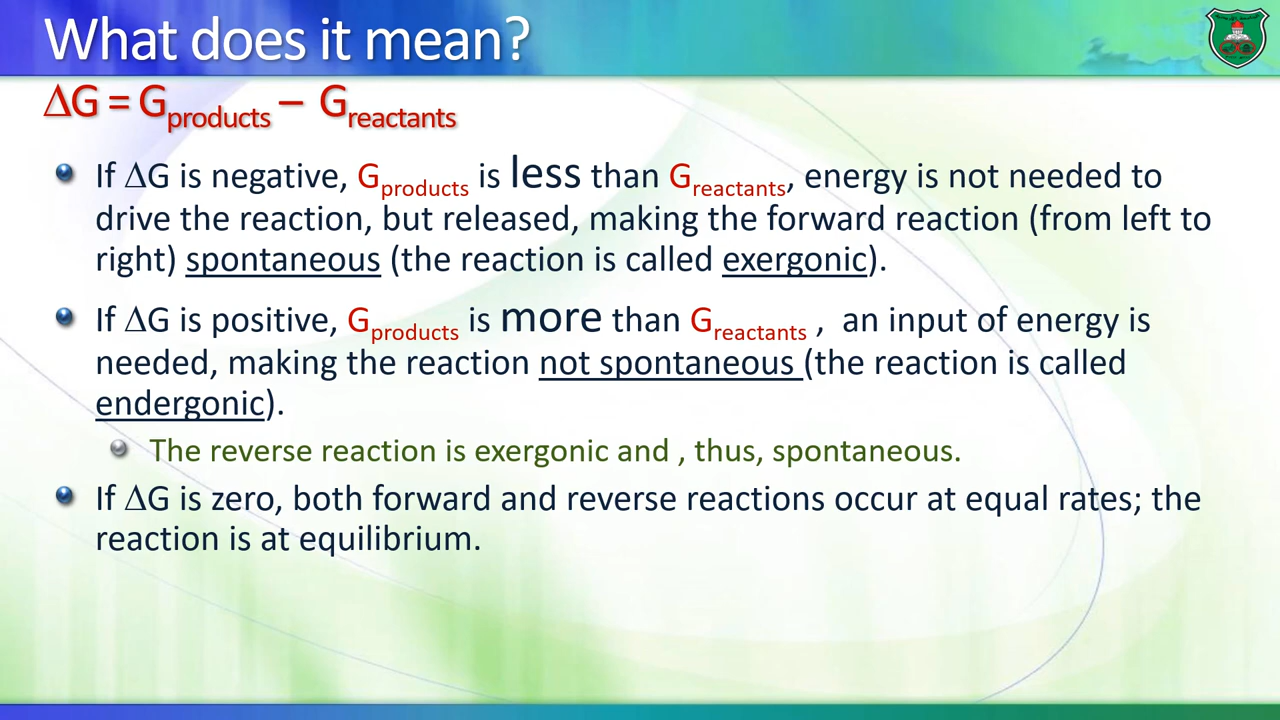 What does it mean?
ΔG = Gproducts – Greactants
If ΔG is negative, Gproducts is less than Greactants, energy is not needed to
drive the reaction, but released, making the forward reaction (from left to
right) spontaneous (the reaction is called exergonic).
If ΔG is positive, Gproducts is more than Greactants , an input of energy is
needed, making the reaction not spontaneous (the reaction is called
endergonic).
The reverse reaction is exergonic and , thus, spontaneous.
If ΔG is zero, both forward and reverse reactions occur at equal rates; the
reaction is at equilibrium.